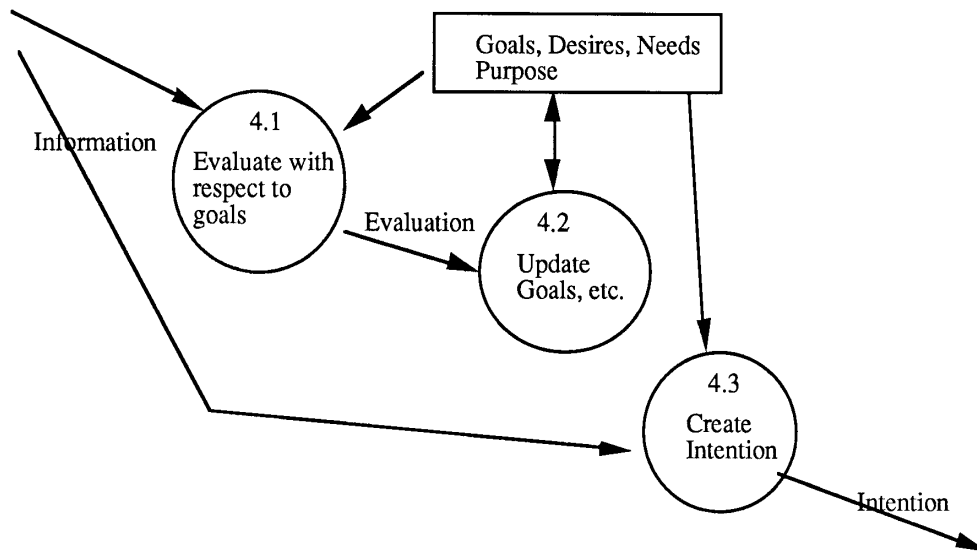 Goals, Desires, Needs
Purpose
4.1
Information
Evaluate with
respect to
goals
Evaluation
4.2
Update
Goals, etc.
4.3
Create
Intention
Intention